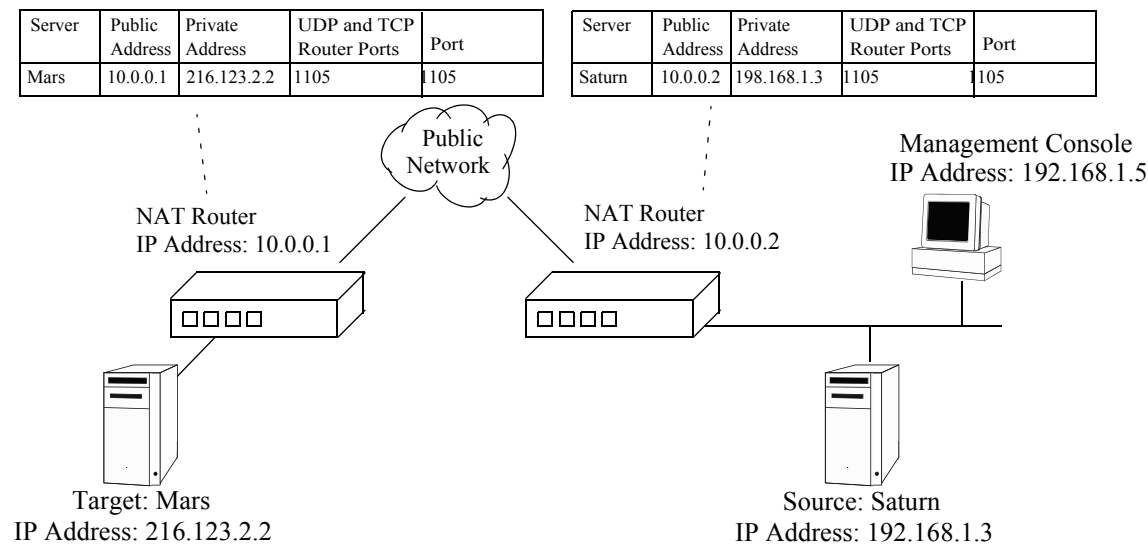 Server Public Address Private Address UDP and TCP Router Ports Port
Mars 10.0.0.1 216.123.2.2 1105 1105
Server Public Address Private Address UDP and TCP Router Ports Port
Saturn 10.0.0.2 198.168.1.3 1105 1105
Public
Network
Management Console
IP Address: 192.168.1.5
NAT Router
IP Address: 10.0.0.1
NAT Router
IP Address: 10.0.0.2
Target: Mars
IP Address: 216.123.2.2
Source: Saturn
IP Address: 192.168.1.3